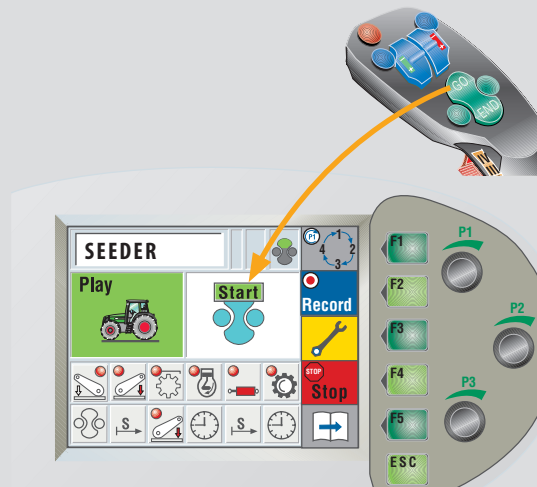 GO
END
SEEDER
P1
1
2
3
4
Play
Start
Record
STOP
Stop
S
S
F1
F2
F3
F4
F5
ESC
P1
P2
P3